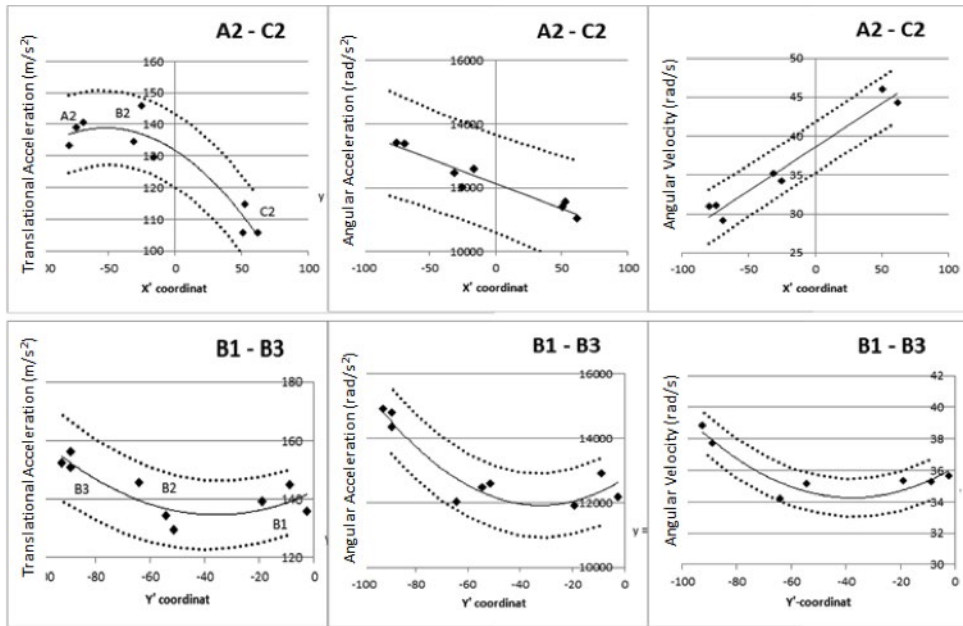 A2 - C2
Translational Acceleration (m/s²)
160
150
140
130
120
110
100
A2
B2
C2
y
-50
0
50
100
X' coordinat
A2 - C2
Angular Acceleration (rad/s²)
16000
14000
12000
10000
-100
-50
0
50
100
X' coordinat
A2 - C2
Angular Velocity (rad/s)
50
45
40
35
30
25
-100
-50
0
50
100
X' coordinat
B1 - B3
Translational Acceleration (m/s²)
180
160
140
120
B3
B2
B1
-100
-80
-60
-40
-20
0
Y' coordinat
B1 - B3
Angular Acceleration (rad/s²)
16000
14000
12000
10000
y =
-100
-80
-60
-40
-20
0
Y' coordinat
B1 - B3
Angular Velocity (rad/s)
42
40
38
36
34
32
30
-100
-80
-60
-40
-20
0
Y'-coordinat